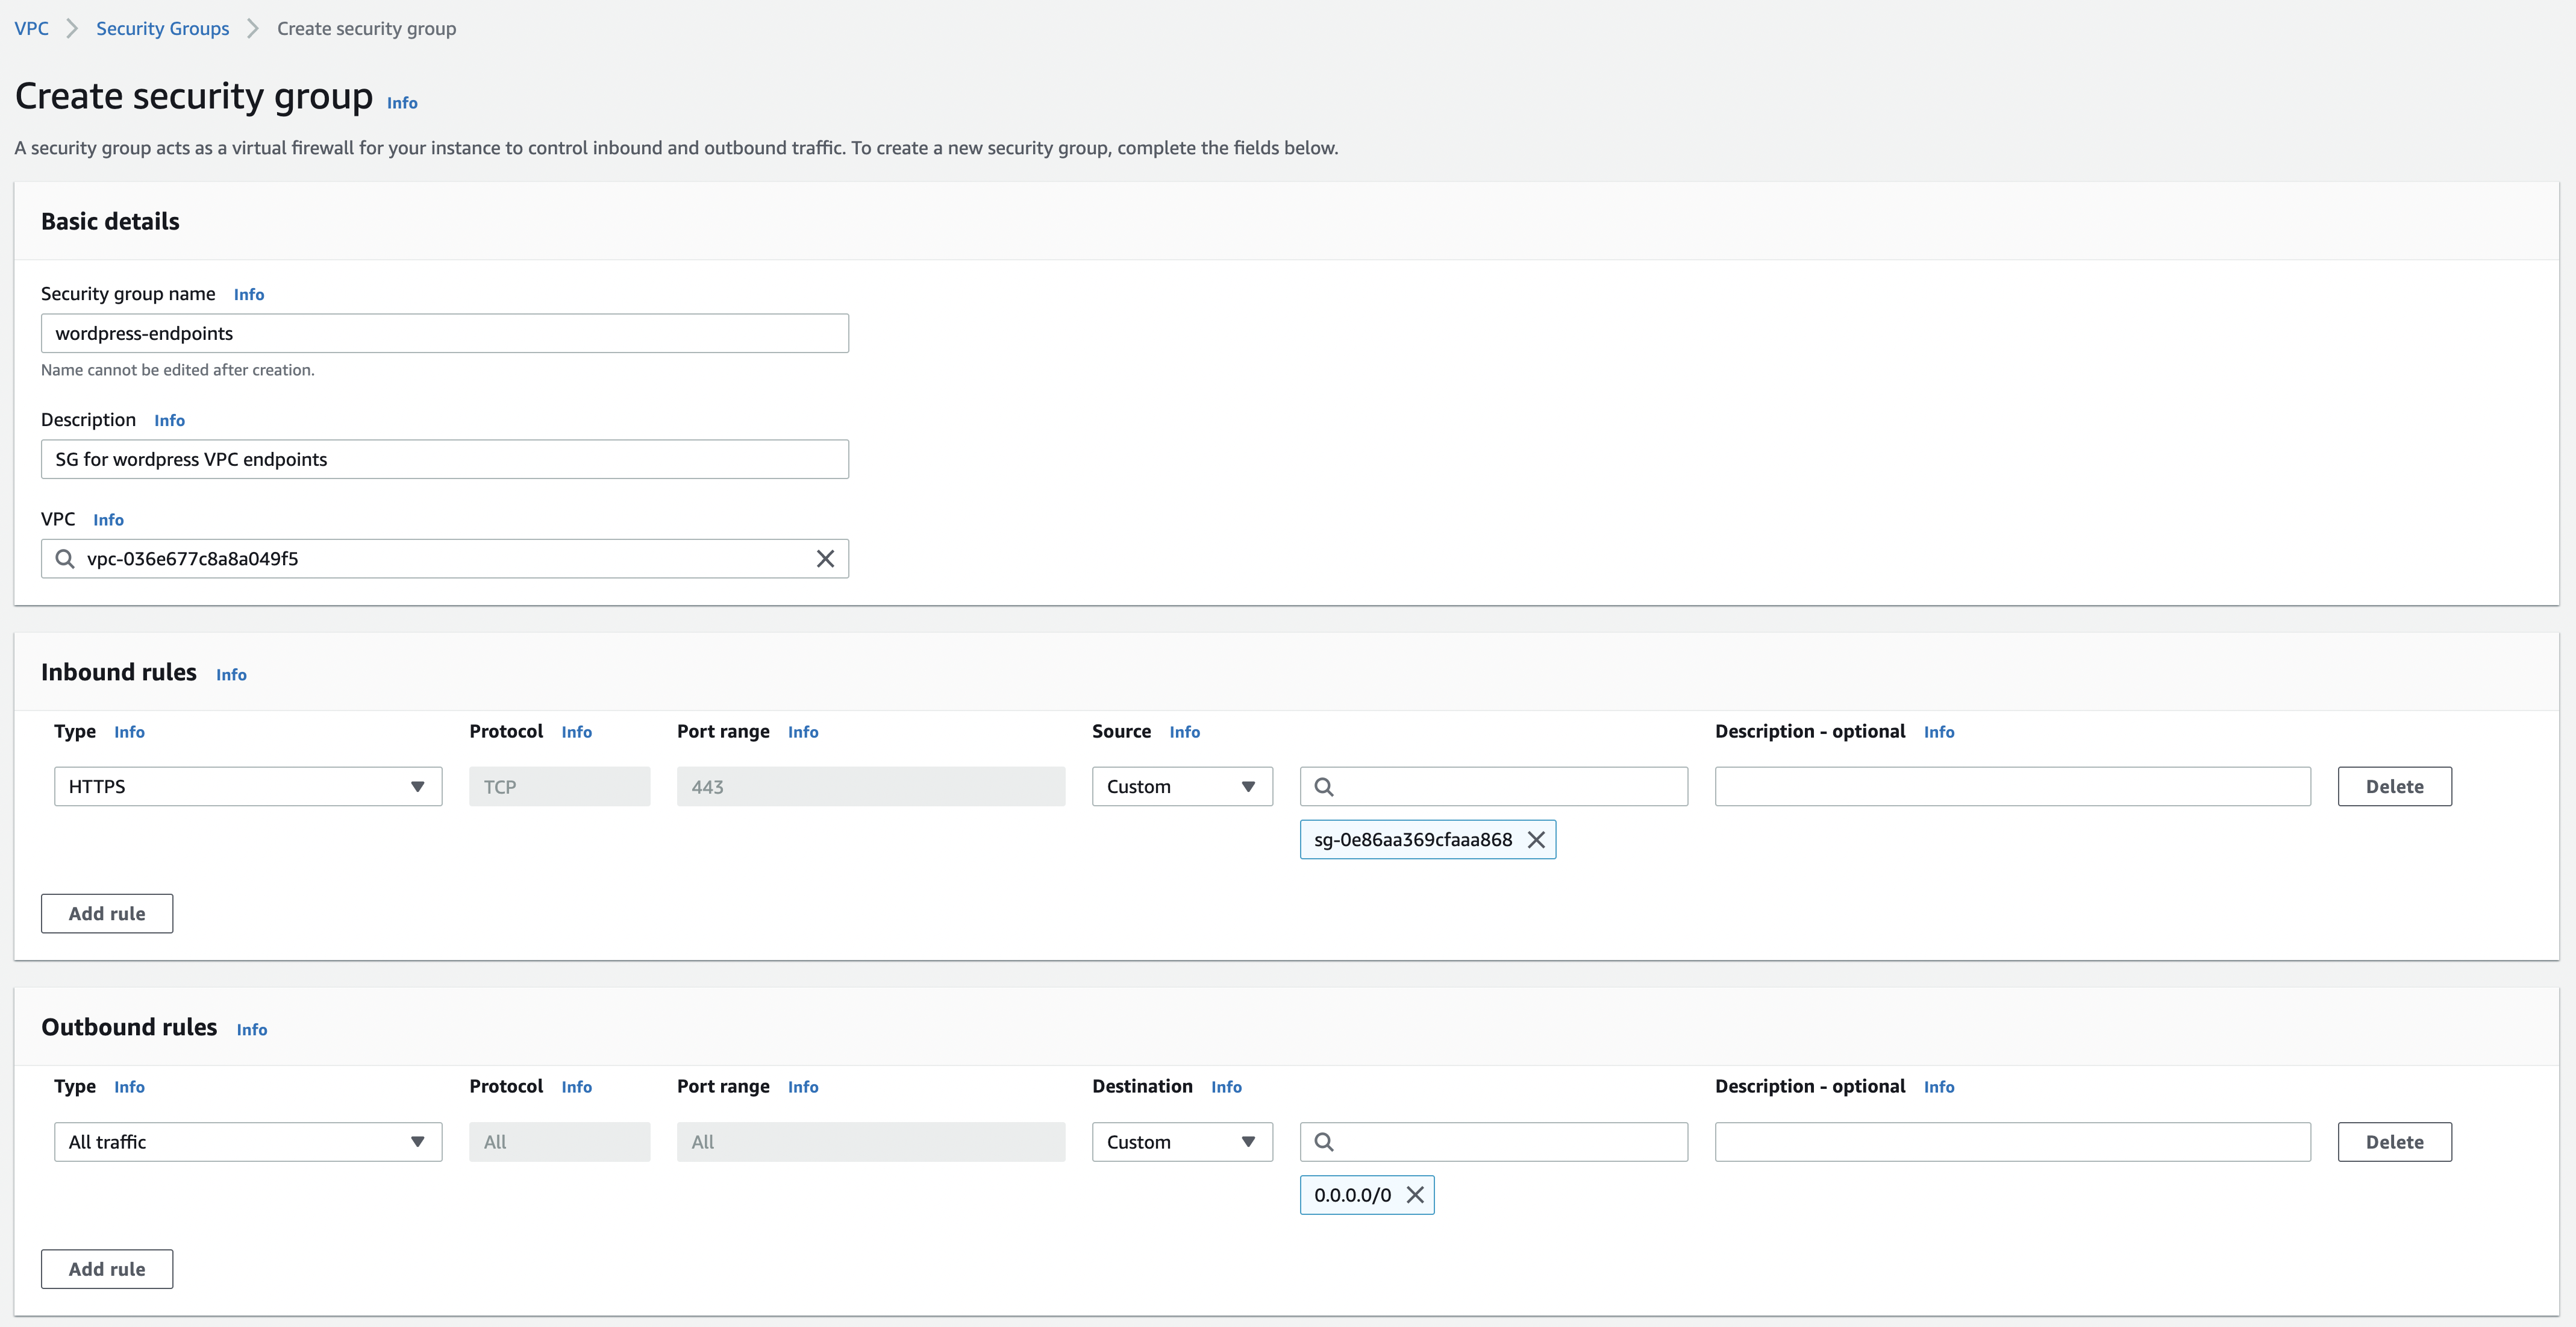 VPC > Security Groups > Create security group
Create security group Info
A security group acts as a virtual firewall for your instance to control inbound and outbound traffic. To create a new security group, complete the fields below.
Basic details
Security group name Info
wordpress-endpoints
Name cannot be edited after creation.
Description Info
SG for wordpress VPC endpoints
VPC Info
vpc-036e677c8a8a049f5
Inbound rules Info
Type Info Protocol Info Port range Info Source Info Description - optional Info
HTTPS TCP 443 Custom Delete
sg-0e86aa369cfaaa868
Add rule
Outbound rules Info
Type Info Protocol Info Port range Info Destination Info Description - optional Info
All traffic All All Custom Delete
0.0.0.0/0
Add rule